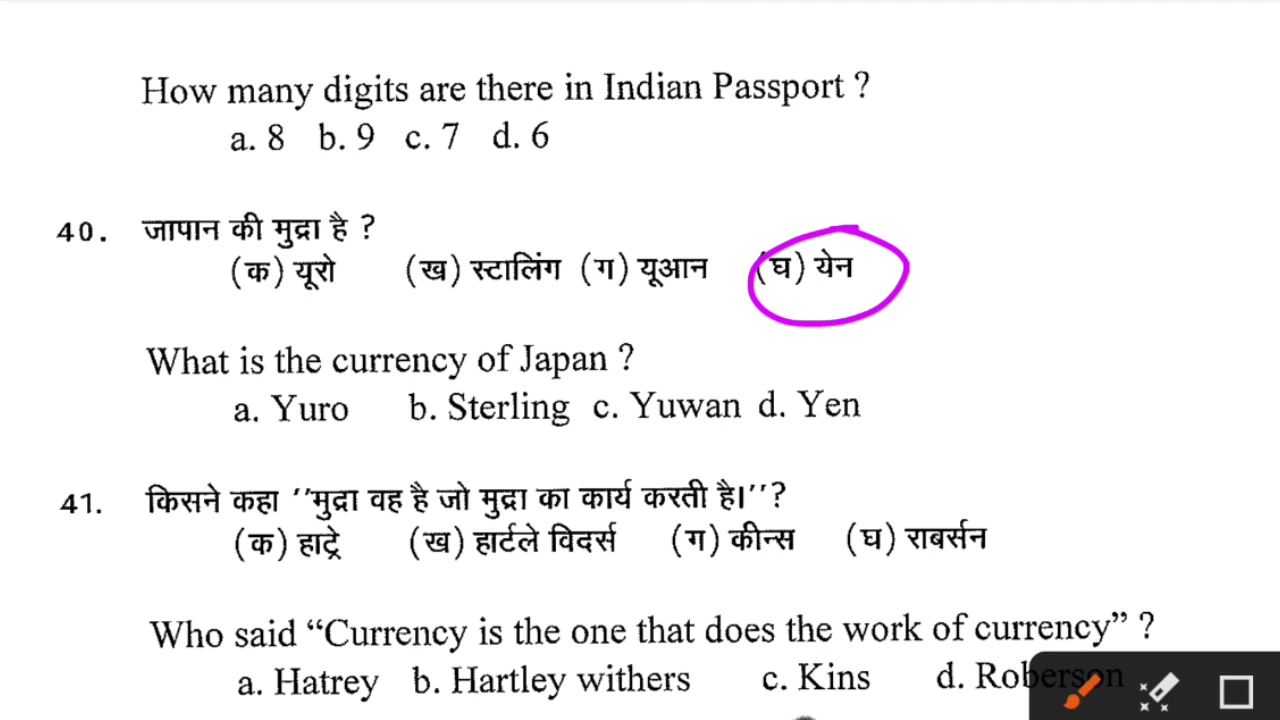 How many digits are there in Indian Passport ?
a. 8 b. 9 c. 7 d. 6
40. जापान की मुद्रा है ?
(क) यूरो (ख) स्टालिंग (ग) यूआन (घ) येन
What is the currency of Japan ?
a. Yuro b. Sterling c. Yuwan d. Yen
41. किसने कहा ''मुद्रा वह है जो मुद्रा का कार्य करती है।''?
(क) हाट्रे (ख) हार्टले विदर्स (ग) कीन्स (घ) राबर्सन
Who said “Currency is the one that does the work of currency” ?
a. Hatrey b. Hartley withers c. Kins d. Roberson